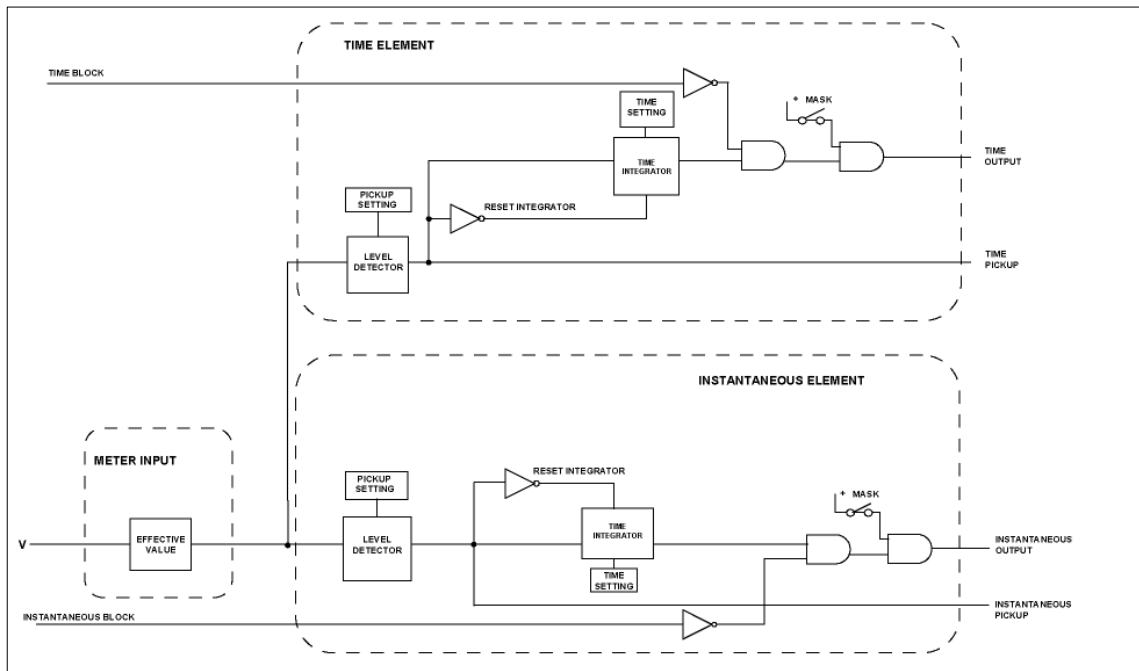 TIME ELEMENT
TIME BLOCK
TIME
SETTING
+ MASK
TIME
INTEGRATOR
TIME
OUTPUT
PICKUP
SETTING
RESET INTEGRATOR
LEVEL
DETECTOR
TIME
PICKUP
INSTANTANEOUS ELEMENT
METER INPUT
RESET INTEGRATOR
PICKUP
SETTING
+ MASK
V
EFFECTIVE
VALUE
LEVEL
DETECTOR
TIME
INTEGRATOR
TIME
SETTING
INSTANTANEOUS
OUTPUT
INSTANTANEOUS
PICKUP
INSTANTANEOUS BLOCK